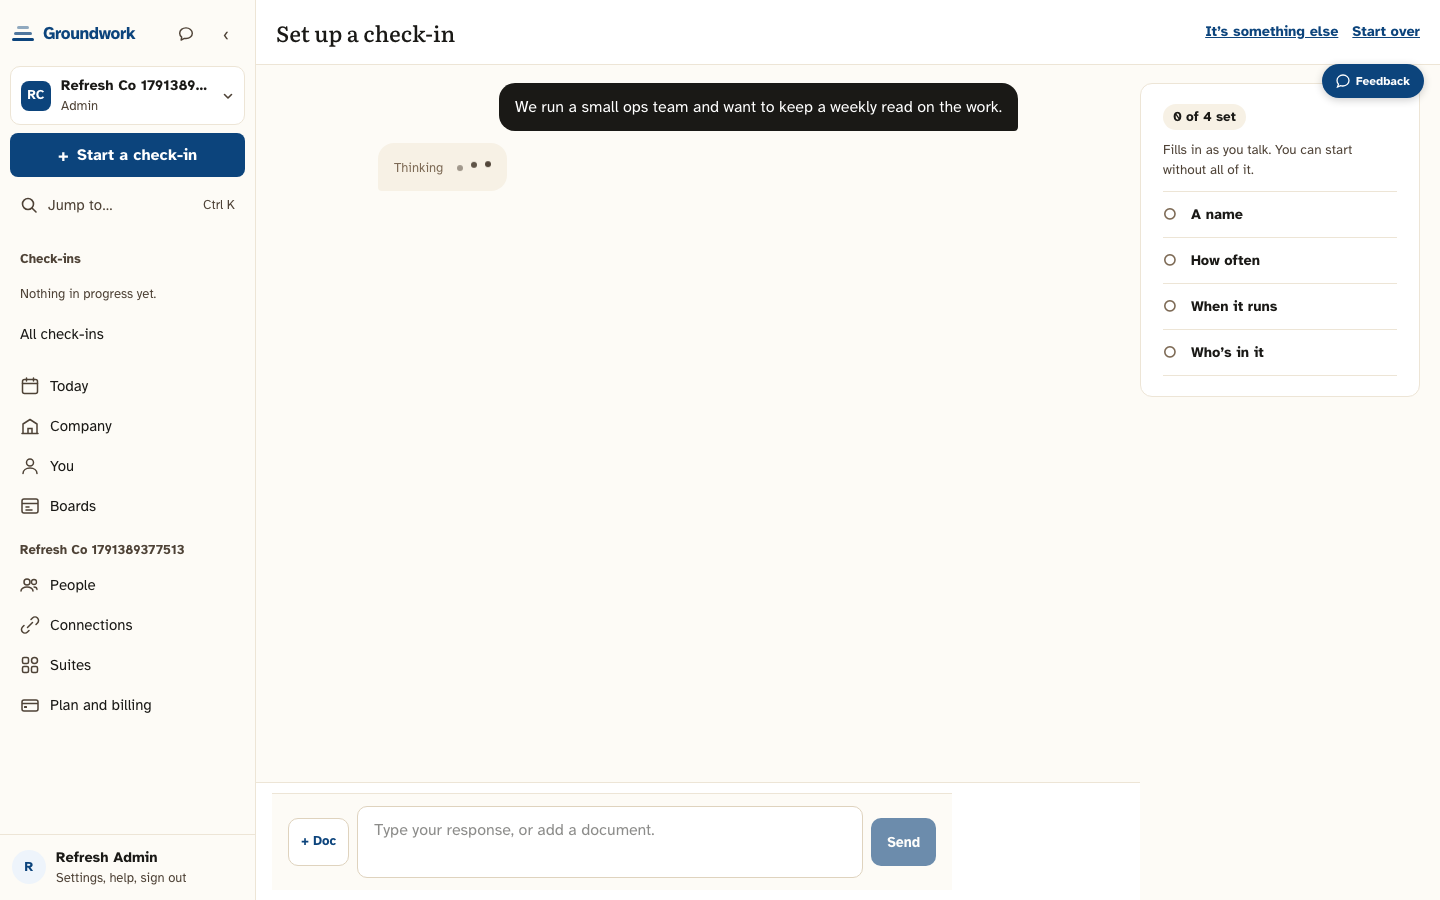 Groundwork
RC
Refresh Co 1791389...
Admin
+ Start a check-in
Jump to...
Ctrl K
Check-ins
Nothing in progress yet.
All check-ins
Today
Company
You
Boards
Refresh Co 1791389377513
People
Connections
Suites
Plan and billing
R
Refresh Admin
Settings, help, sign out
Set up a check-in
It's something else
Start over
Feedback
We run a small ops team and want to keep a weekly read on the work.
Thinking
0 of 4 set
Fills in as you talk. You can start
without all of it.
A name
How often
When it runs
Who's in it
+ Doc
Type your response, or add a document.
Send